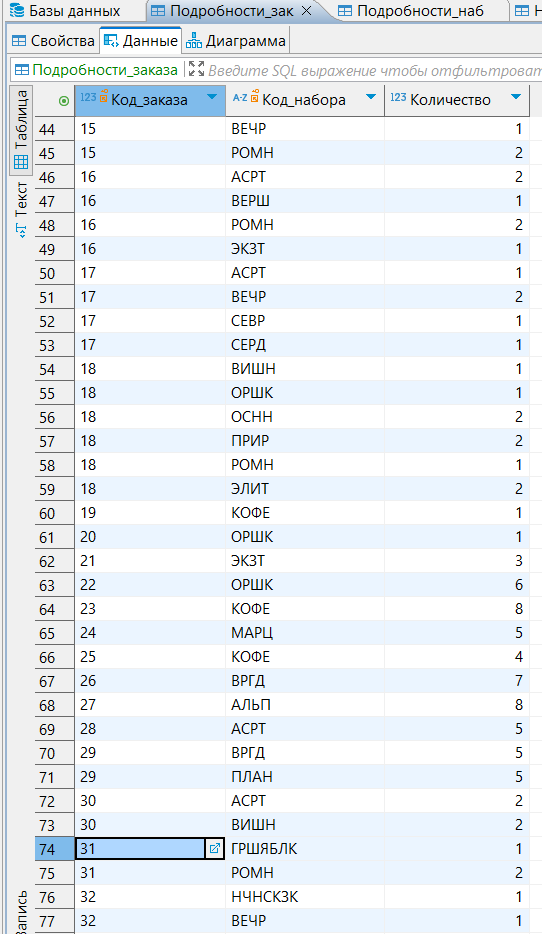 Базы данных Подробности_зак Подробности_наб Н
Свойства Данные Диаграмма
Подробности_заказа Введите SQL выражение чтобы отфильтроват
Таблица
Текст
Запись
123 Код_заказа A-Z Код_набора 123 Количество
44 15 ВЕЧР 1
45 15 РОМН 2
46 16 АСРТ 2
47 16 ВЕРШ 1
48 16 РОМН 2
49 16 ЭКЗТ 1
50 17 АСРТ 1
51 17 ВЕЧР 2
52 17 СЕВР 1
53 17 СЕРД 1
54 18 ВИШН 1
55 18 ОРШК 1
56 18 ОСНН 2
57 18 ПРИР 2
58 18 РОМН 1
59 18 ЭЛИТ 2
60 19 КОФЕ 1
61 20 ОРШК 1
62 21 ЭКЗТ 3
63 22 ОРШК 6
64 23 КОФЕ 8
65 24 МАРЦ 5
66 25 КОФЕ 4
67 26 ВРГД 7
68 27 АЛЬП 8
69 28 АСРТ 5
70 29 ВРГД 5
71 29 ПЛАН 5
72 30 АСРТ 2
73 30 ВИШН 2
74 31 ГРШЯБЛК 1
75 31 РОМН 2
76 32 НЧНСКЗК 1
77 32 ВЕЧР 1